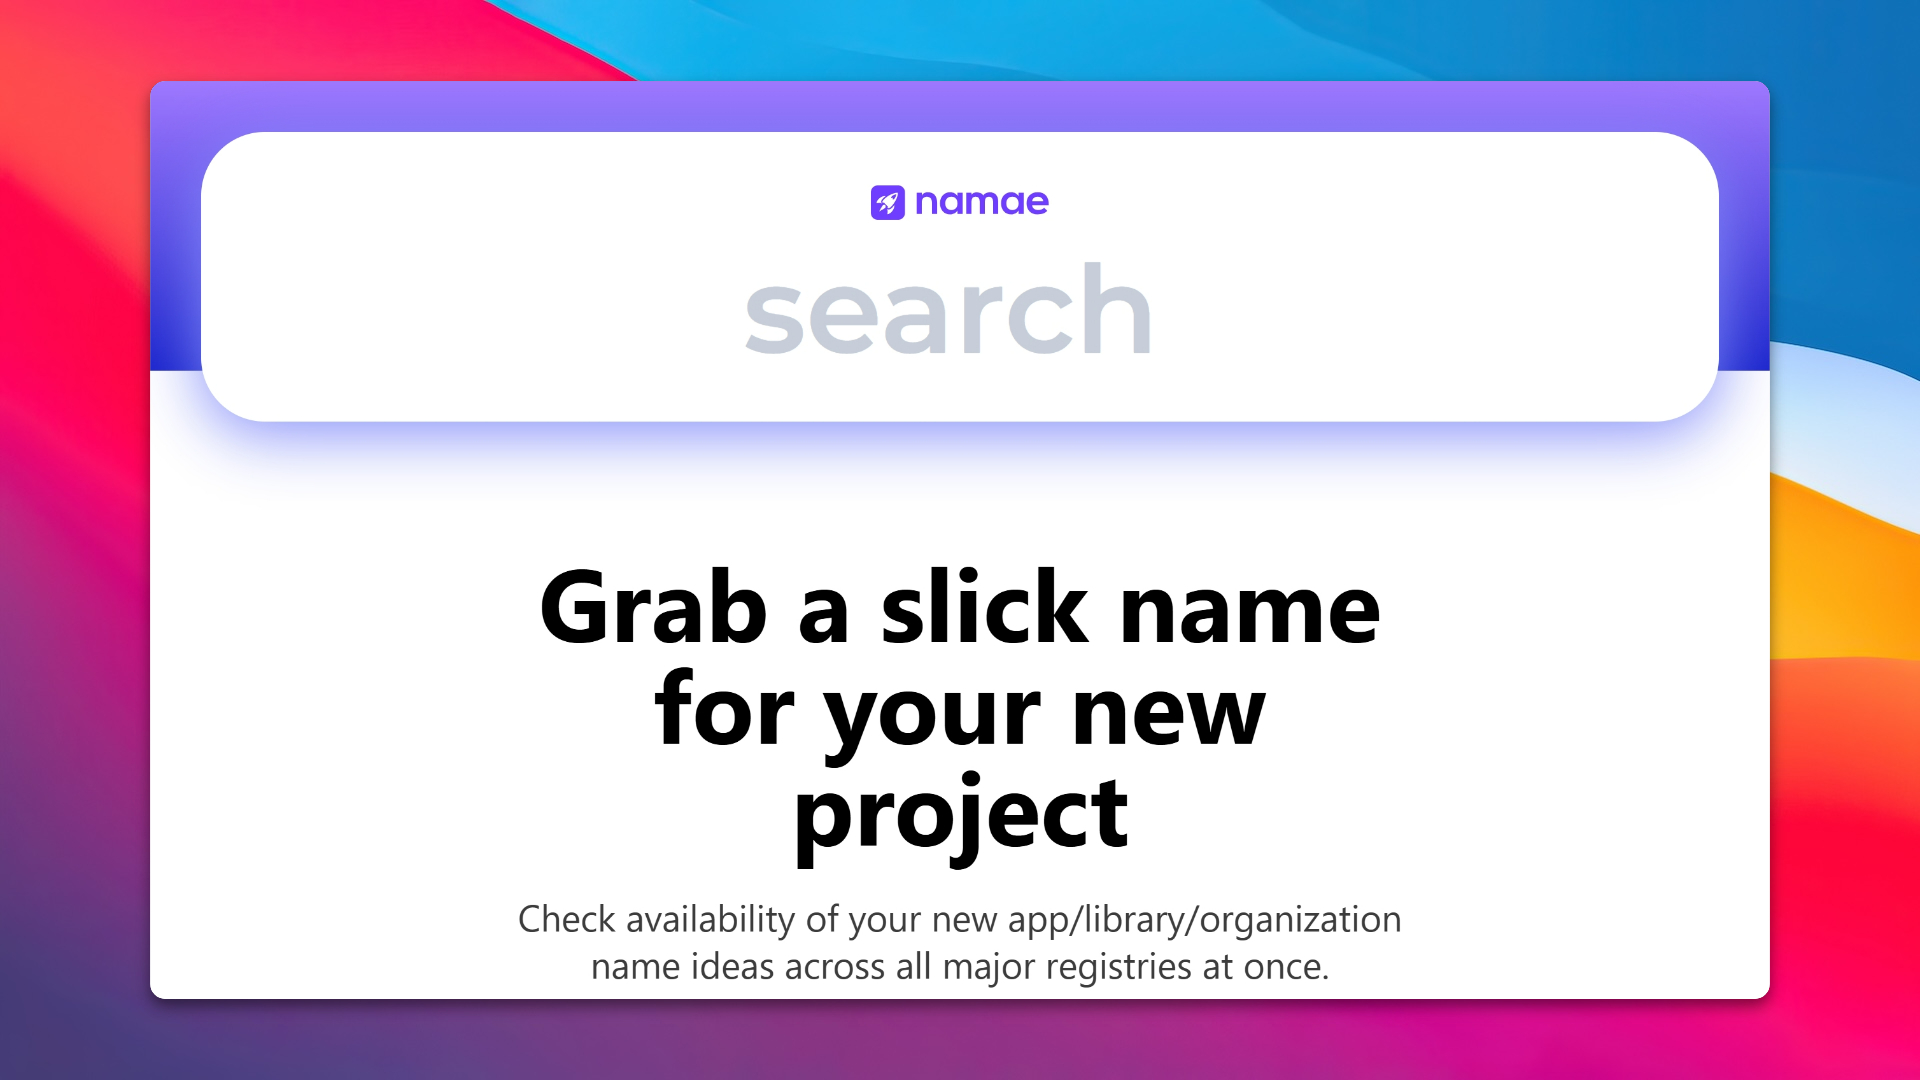 namae
search
Grab a slick name
for your new
project
Check availability of your new app/library/organization
name ideas across all major registries at once.